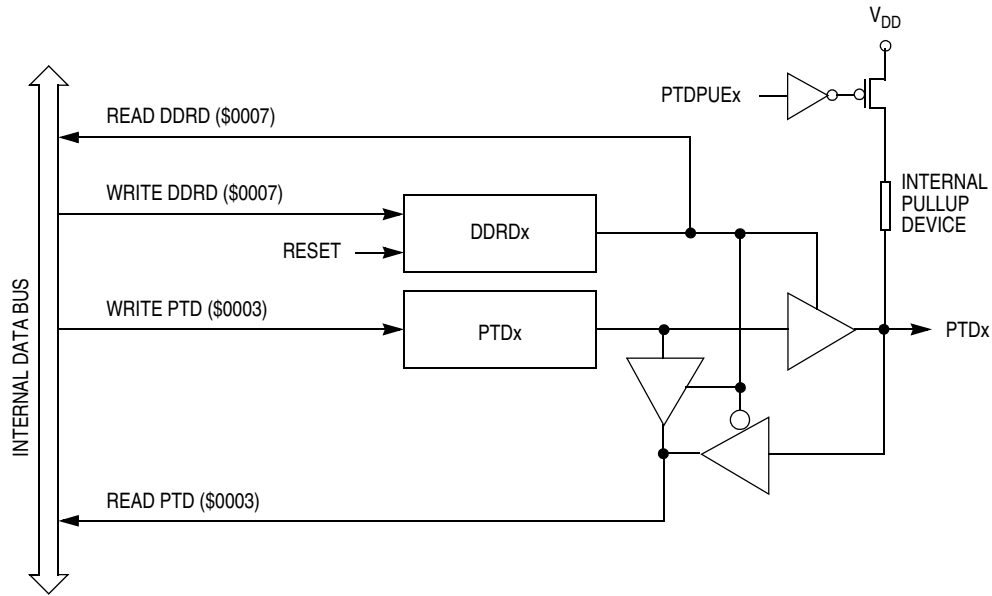 VDD
PTDPUEx
READ DDRD ($0007)
WRITE DDRD ($0007)
INTERNAL
PULLUP
DEVICE
DDRDx
RESET
WRITE PTD ($0003)
PTDx
PTDx
INTERNAL DATA BUS
READ PTD ($0003)